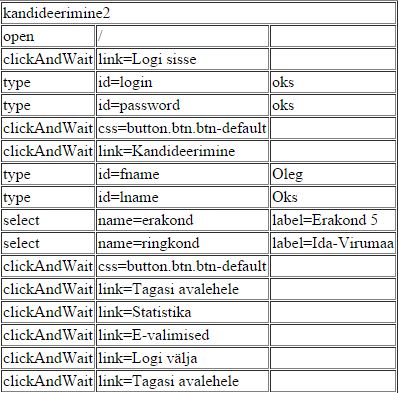 kandideerimine2
open /
clickAndWait link=Logi sisse
type id=login oks
type id=password oks
clickAndWait css=button.btn.btn-default
clickAndWait link=Kandideerimine
type id=fname Oleg
type id=lname Oks
select name=erakond label=Erakond 5
select name=ringkond label=Ida-Virumaa
clickAndWait css=button.btn.btn-default
clickAndWait link=Tagasi avalehele
clickAndWait link=Statistika
clickAndWait link=E-valimised
clickAndWait link=Logi välja
clickAndWait link=Tagasi avalehele